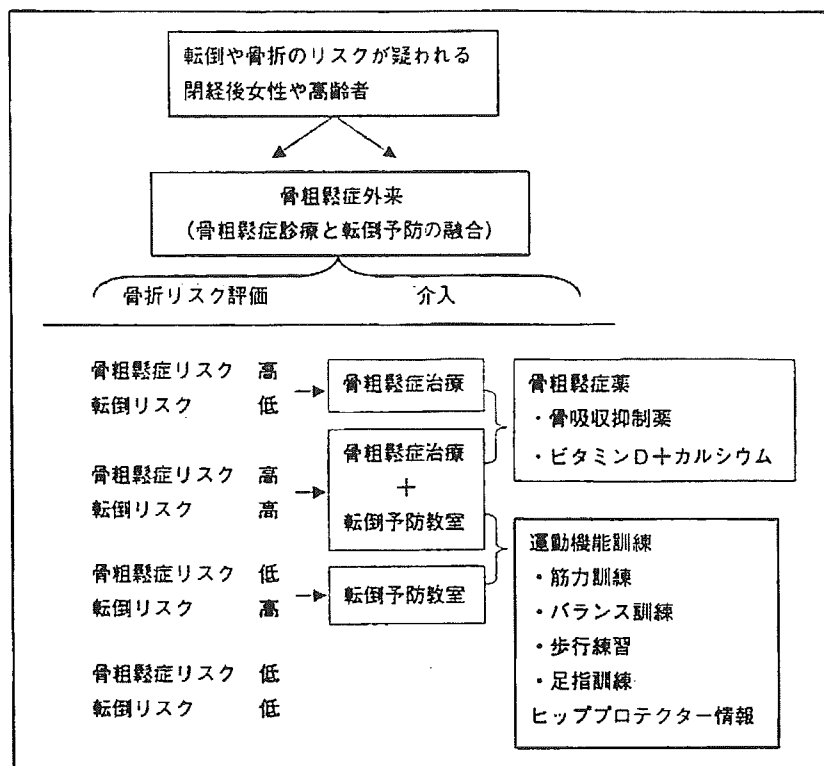 転倒や骨折のリスクが疑われる
閉経後女性や高齢者
骨粗鬆症外来
(骨粗鬆症診療と転倒予防の融合)
骨折リスク評価
介入
骨粗鬆症リスク 高
転倒リスク 低
骨粗鬆症治療
骨粗鬆症リスク 高
転倒リスク 高
骨粗鬆症治療
+
転倒予防教室
骨粗鬆症リスク 低
転倒リスク 高
転倒予防教室
骨粗鬆症リスク 低
転倒リスク 低
骨粗鬆症薬
・骨吸収抑制薬
・ビタミンD+カルシウム
運動機能訓練
・筋力訓練
・バランス訓練
・歩行練習
・足指訓練
ヒッププロテクター情報